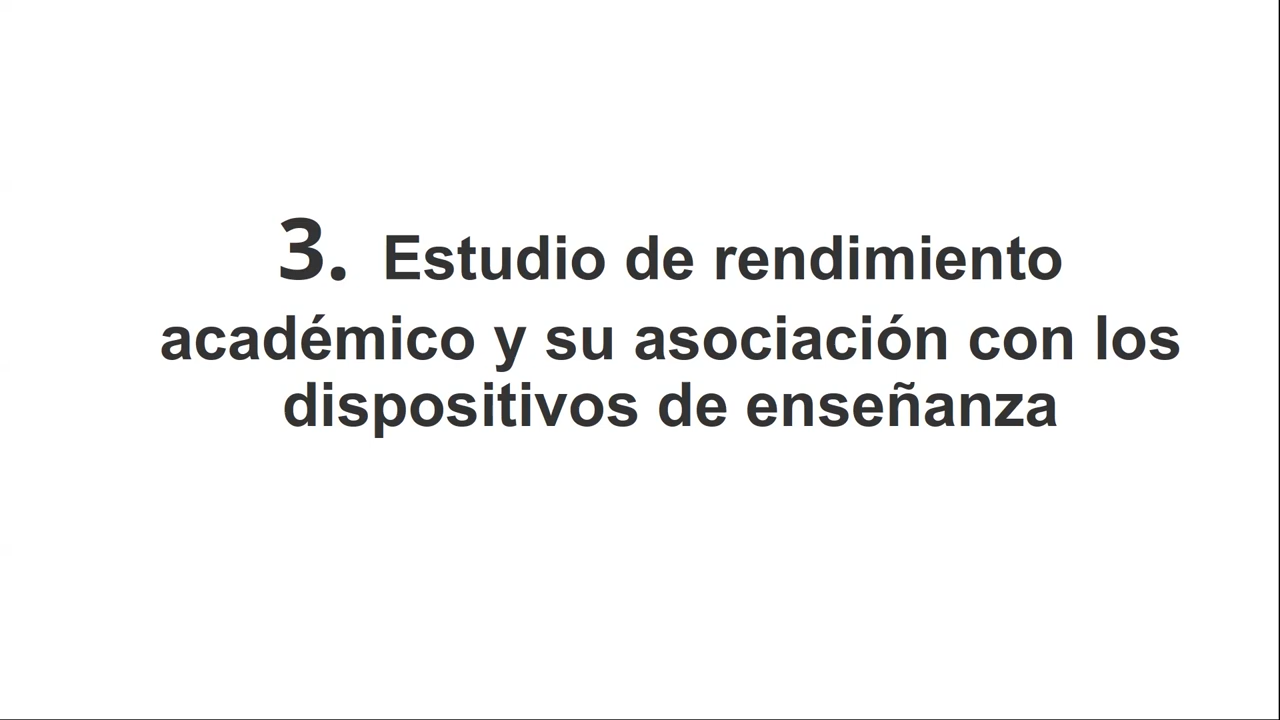 3. Estudio de rendimiento
académico y su asociación con los
dispositivos de enseñanza